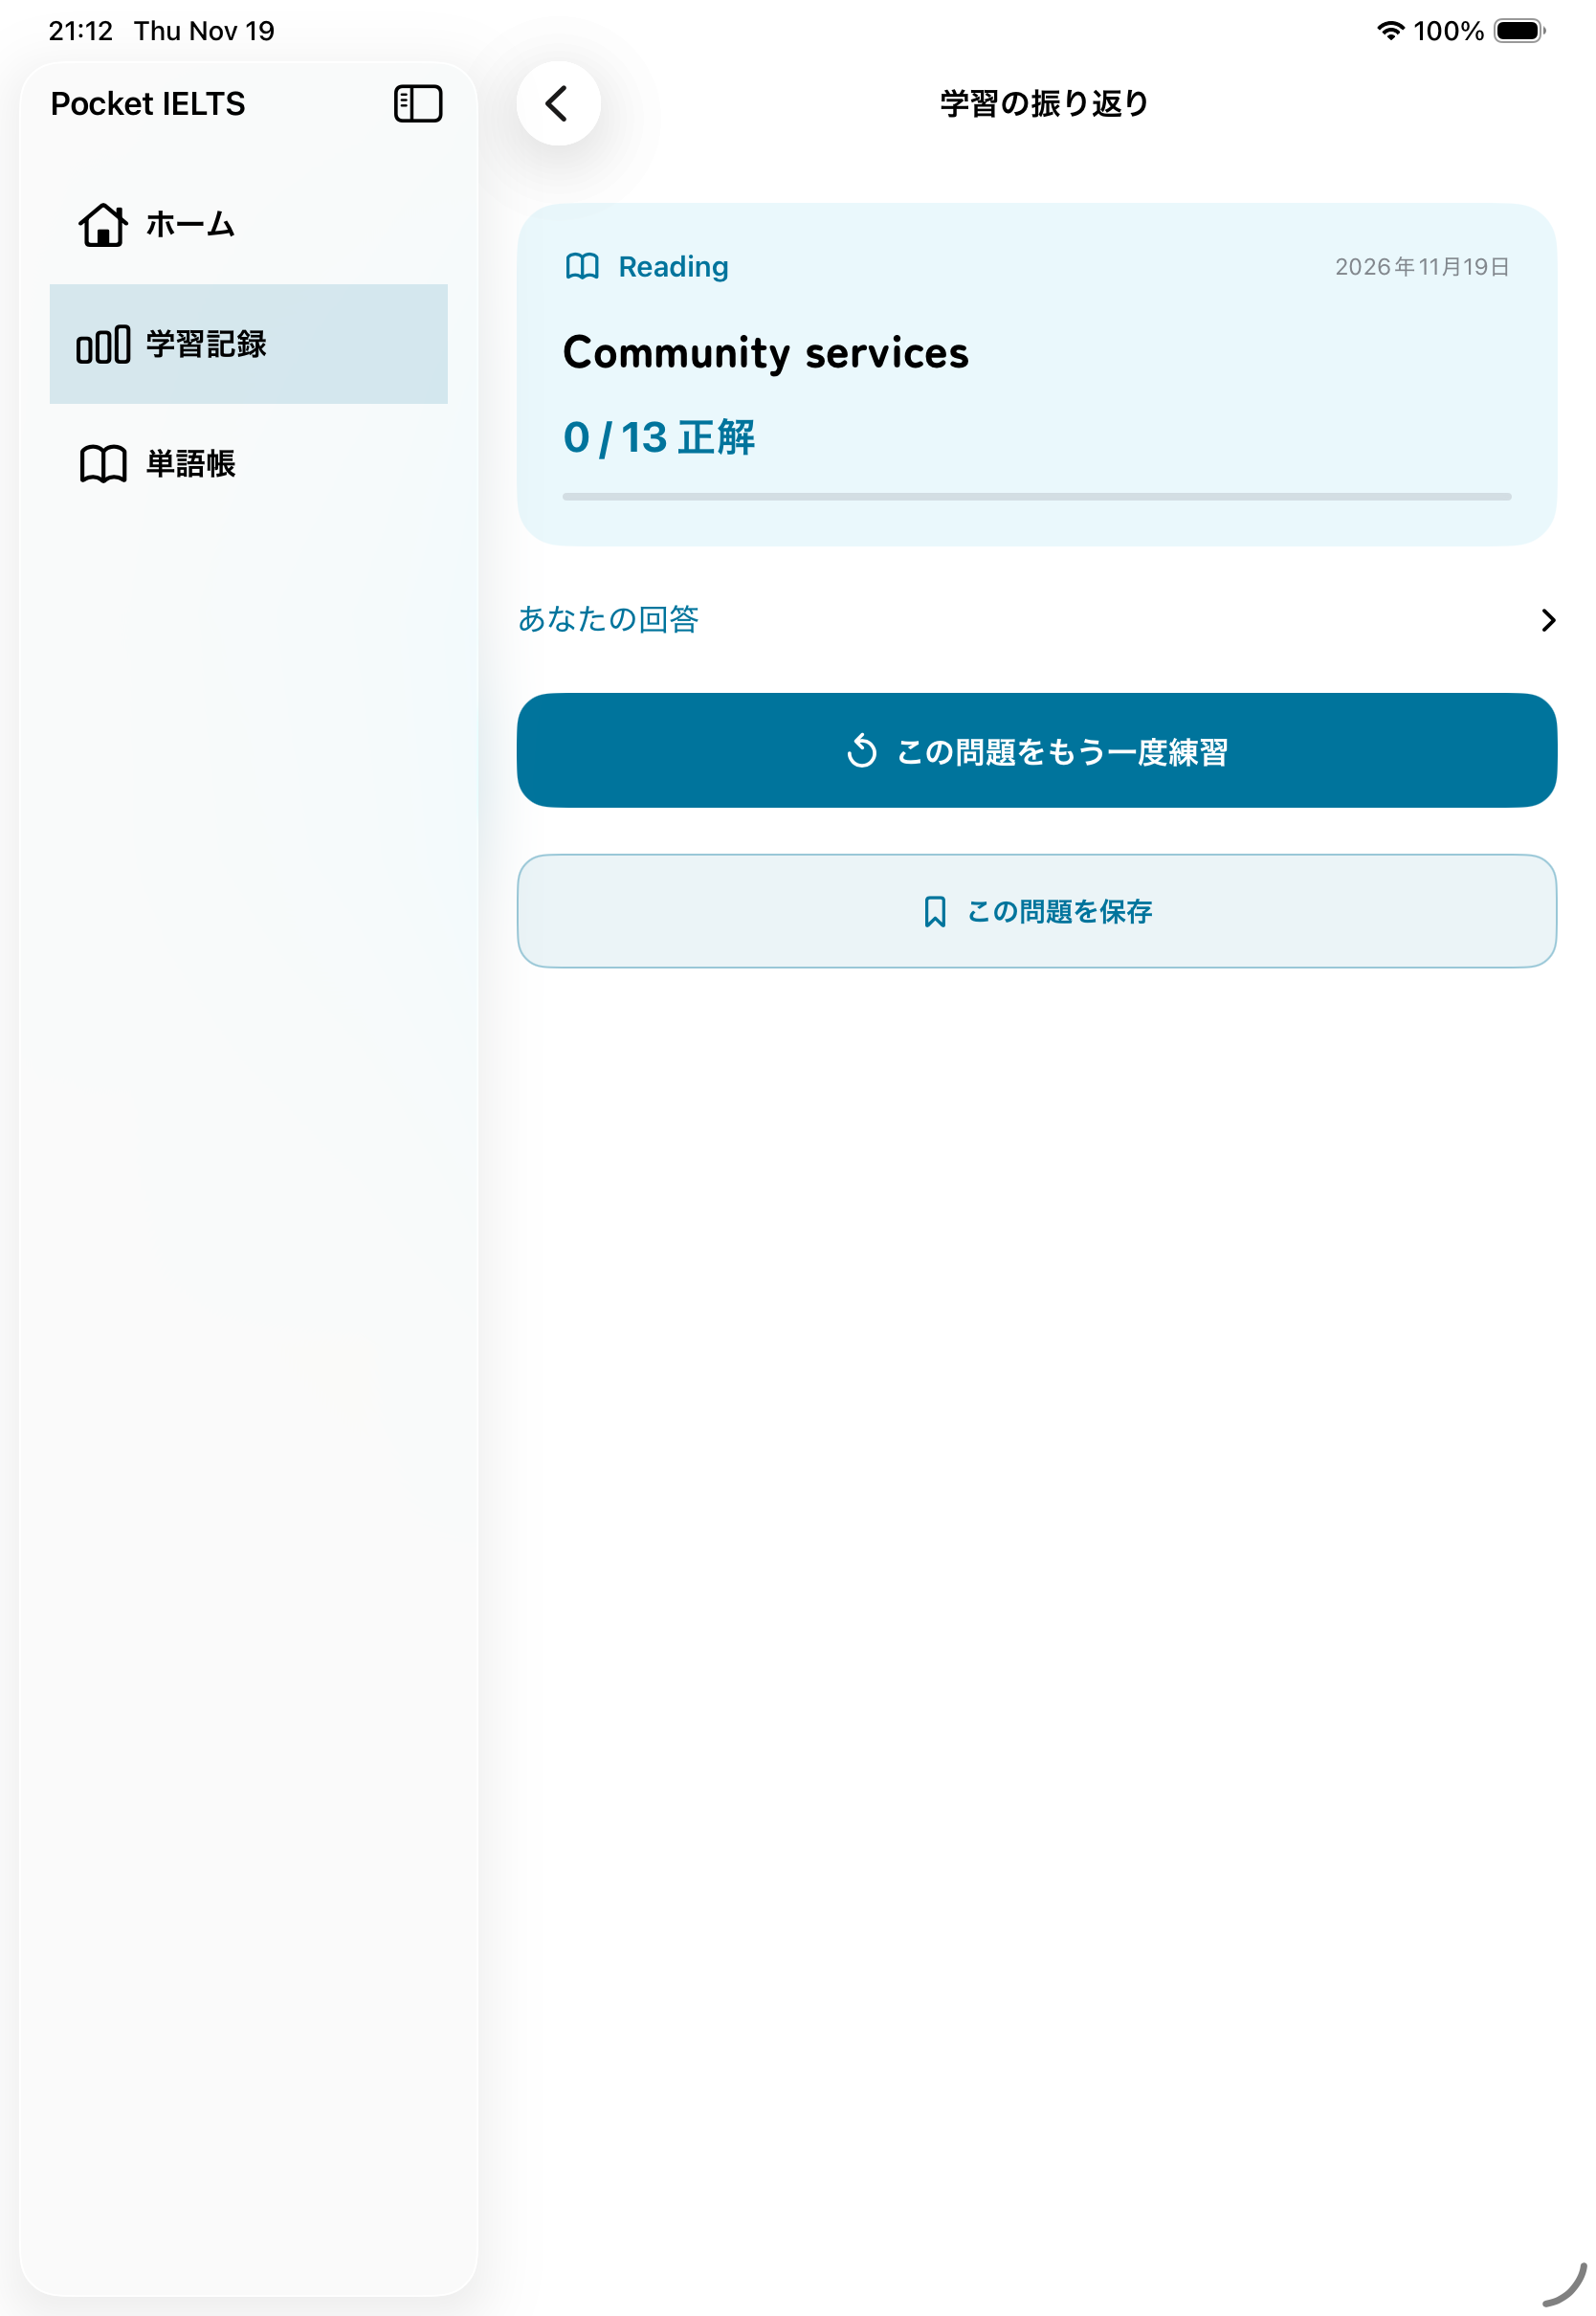 21:12 Thu Nov 19
100%
Pocket IELTS
ホーム
学習記録
単語帳
学習の振り返り
Reading
2026年11月19日
Community services
0 / 13 正解
あなたの回答
この問題をもう一度練習
この問題を保存